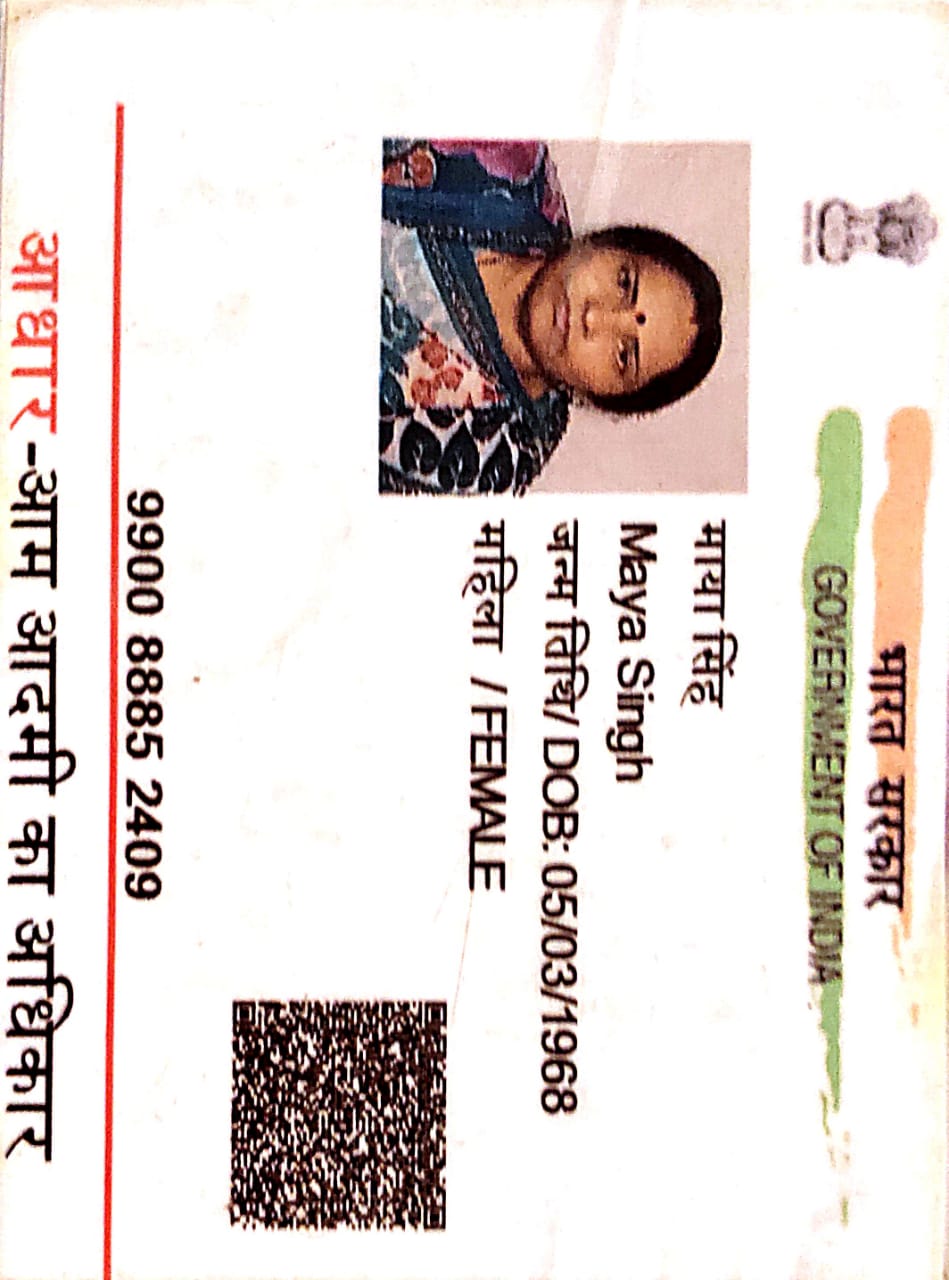 भारत सरकार
GOVERNMENT OF INDIA
माया सिंह
Maya Singh
जन्म तिथि/ DOB: 05/03/1968
महिला / FEMALE
9900 8885 2409
आधार-आम आदमी का अधिकार